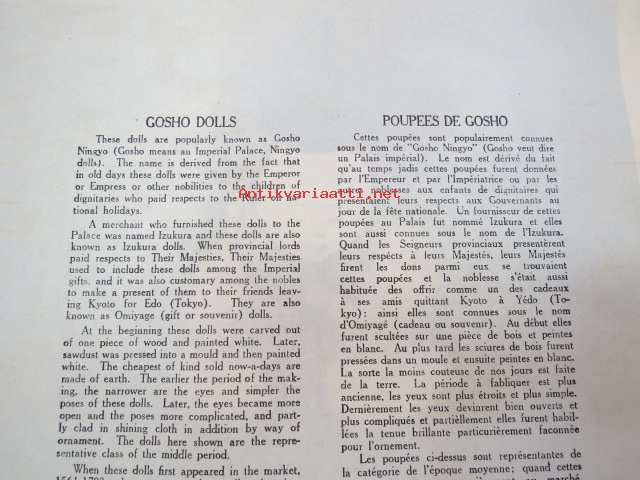 GOSHO DOLLS
These dolls are popularly known as Gosho
Ningyo (Gosho means an Imperial Palace, Ningyo
dolls). The name is derived from the fact that
in old days these dolls were given by the Emperor
or Empress or other nobilities to the children of
dignitaries who paid respects to the Ruler on na-
tional holidays.
A merchant who furnished these dolls to the
Palace was named Izukura and these dolls are also
known as Izukura dolls. When provincial lords
paid respects to Their Majesties, Their Majesties
used to include these dolls among the Imperial
gifts, and it was also customary among the nobles
to make a present of them to their friends leav-
ing Kyoto for Edo (Tokyo). They are also
known as Omiyage (gift or souvenir) dolls.
At the beginning these dolls were carved out
of one piece of wood and painted white. Later,
sawdust was pressed into a mould and then painted
white. The cheapest of kind sold now-a-days are
made of earth. The earlier the period of the mak-
ing, the narrower are the eyes and simpler the
poses of these dolls. Later, the eyes became more
open and the poses more complicated, and part-
ly clad in shining cloth in addition by way of
ornament. The dolls here shown are the repre-
sentative class of the middle period.
When these dolls first appeared in the market,
POUPEES DE GOSHO
Cettes poupées sont populairement connues
sous le nom de "Gosho Ningyo" (Gosho veut dire
un Palais impérial). Le nom est dérivé du fait
qu'au temps jadis cettes poupées furent données
par l'Empereur et par l'Impératrice ou par les
autres noblesses aux enfants de dignitaires qui
présentaient leurs respects aux Gouvernants au
jour de la fête nationale. Un fournisseur de cettes
poupées au Palais fut nommé Izukura et elles
sont aussi connues sous le nom de l'Izukura.
Quand les Seigneurs provinciaux presentèrent
leurs respécts à leurs Majestés, leurs Majestés
firent les dons parmi eux se trouvaient
cettes poupées et la noblesse s'était aussi
habituée des offrir comme un des cadeaux
à ses amis quittant Kyoto à Yédo (To-
kyo): ainsi elles sont connues sous le nom
d'Omiyagé (cadeau ou souvenir). Au début elles
furent scultées sur une pièce de bois et peintes
en blanc. Au plus tard les sciures de bois furent
pressées dans un moule et ensuite peintes en blanc.
La sorte la moins couteuse de nos jours est faite
de la terre. La période à fabliquer est plus
ancienne, les yeux sont plus étroits et plus simple.
Dernièrement les yeux devinrent bien ouverts et
plus compliqués et partièllement elles furent habil-
lées la tenue brillante particurièrement faconnée
pour l'ornement.
Les poupées ci-dessus sont représentantes de
la catégorie de l'époque moyenne; quand cettes
Antikvariaatti.net